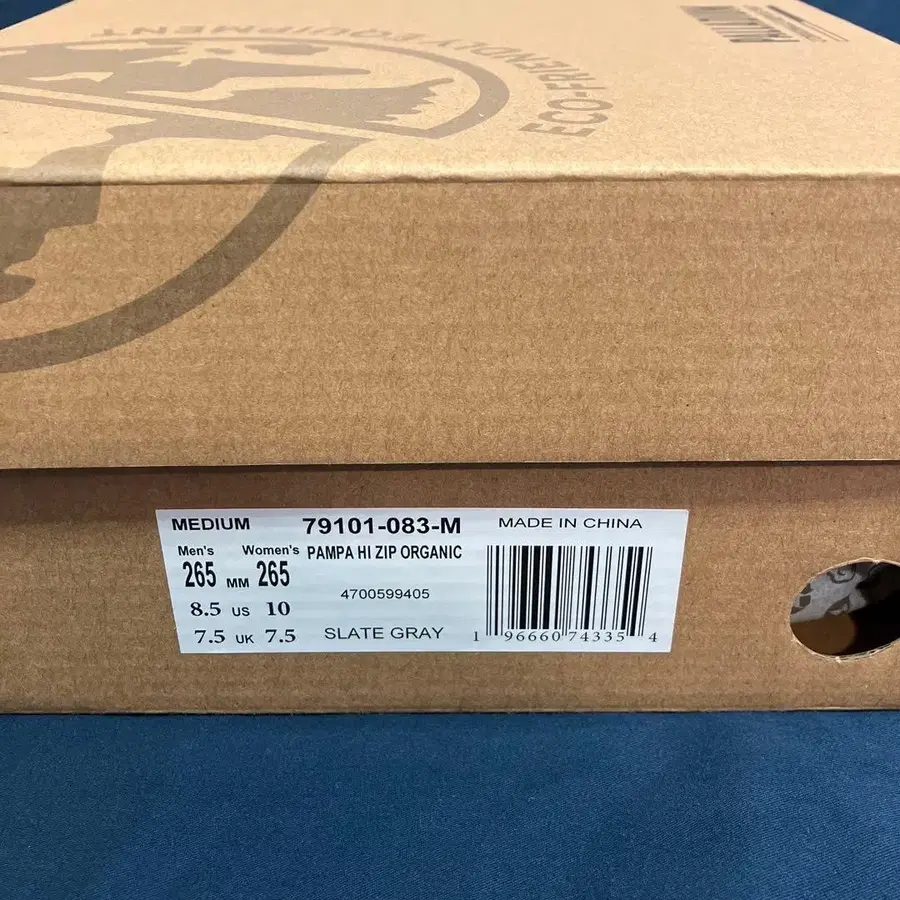 PALLADIUM
ECO-FRIENDLY EQUIPMENT
MEDIUM 79101-083-M MADE IN CHINA
Men's Women's PAMPA HI ZIP ORGANIC
265 MM 265
4700599405
8.5 US 10
7.5 UK 7.5 SLATE GRAY 1 96660 74335 4